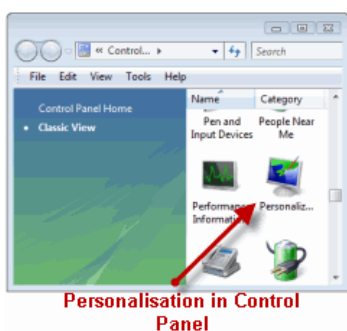 « Control... ▸
Search
File Edit View Tools Help
Control Panel Home
• Classic View
Name Category
Pen and Input Devices
People Near Me
Performance
Personaliz...
Personalisation in Control
Panel